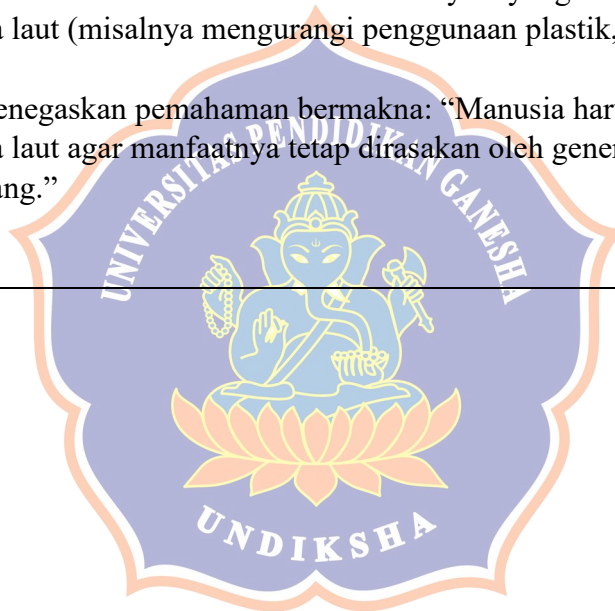 a laut (misalnya mengurangi penggunaan plastik,
enegaskan pemahaman bermakna: “Manusia har
a laut agar manfaatnya tetap dirasakan oleh gener
ang.”
UNIVERSITAS PENDIDIKAN GANESHA
UNDIKSHA